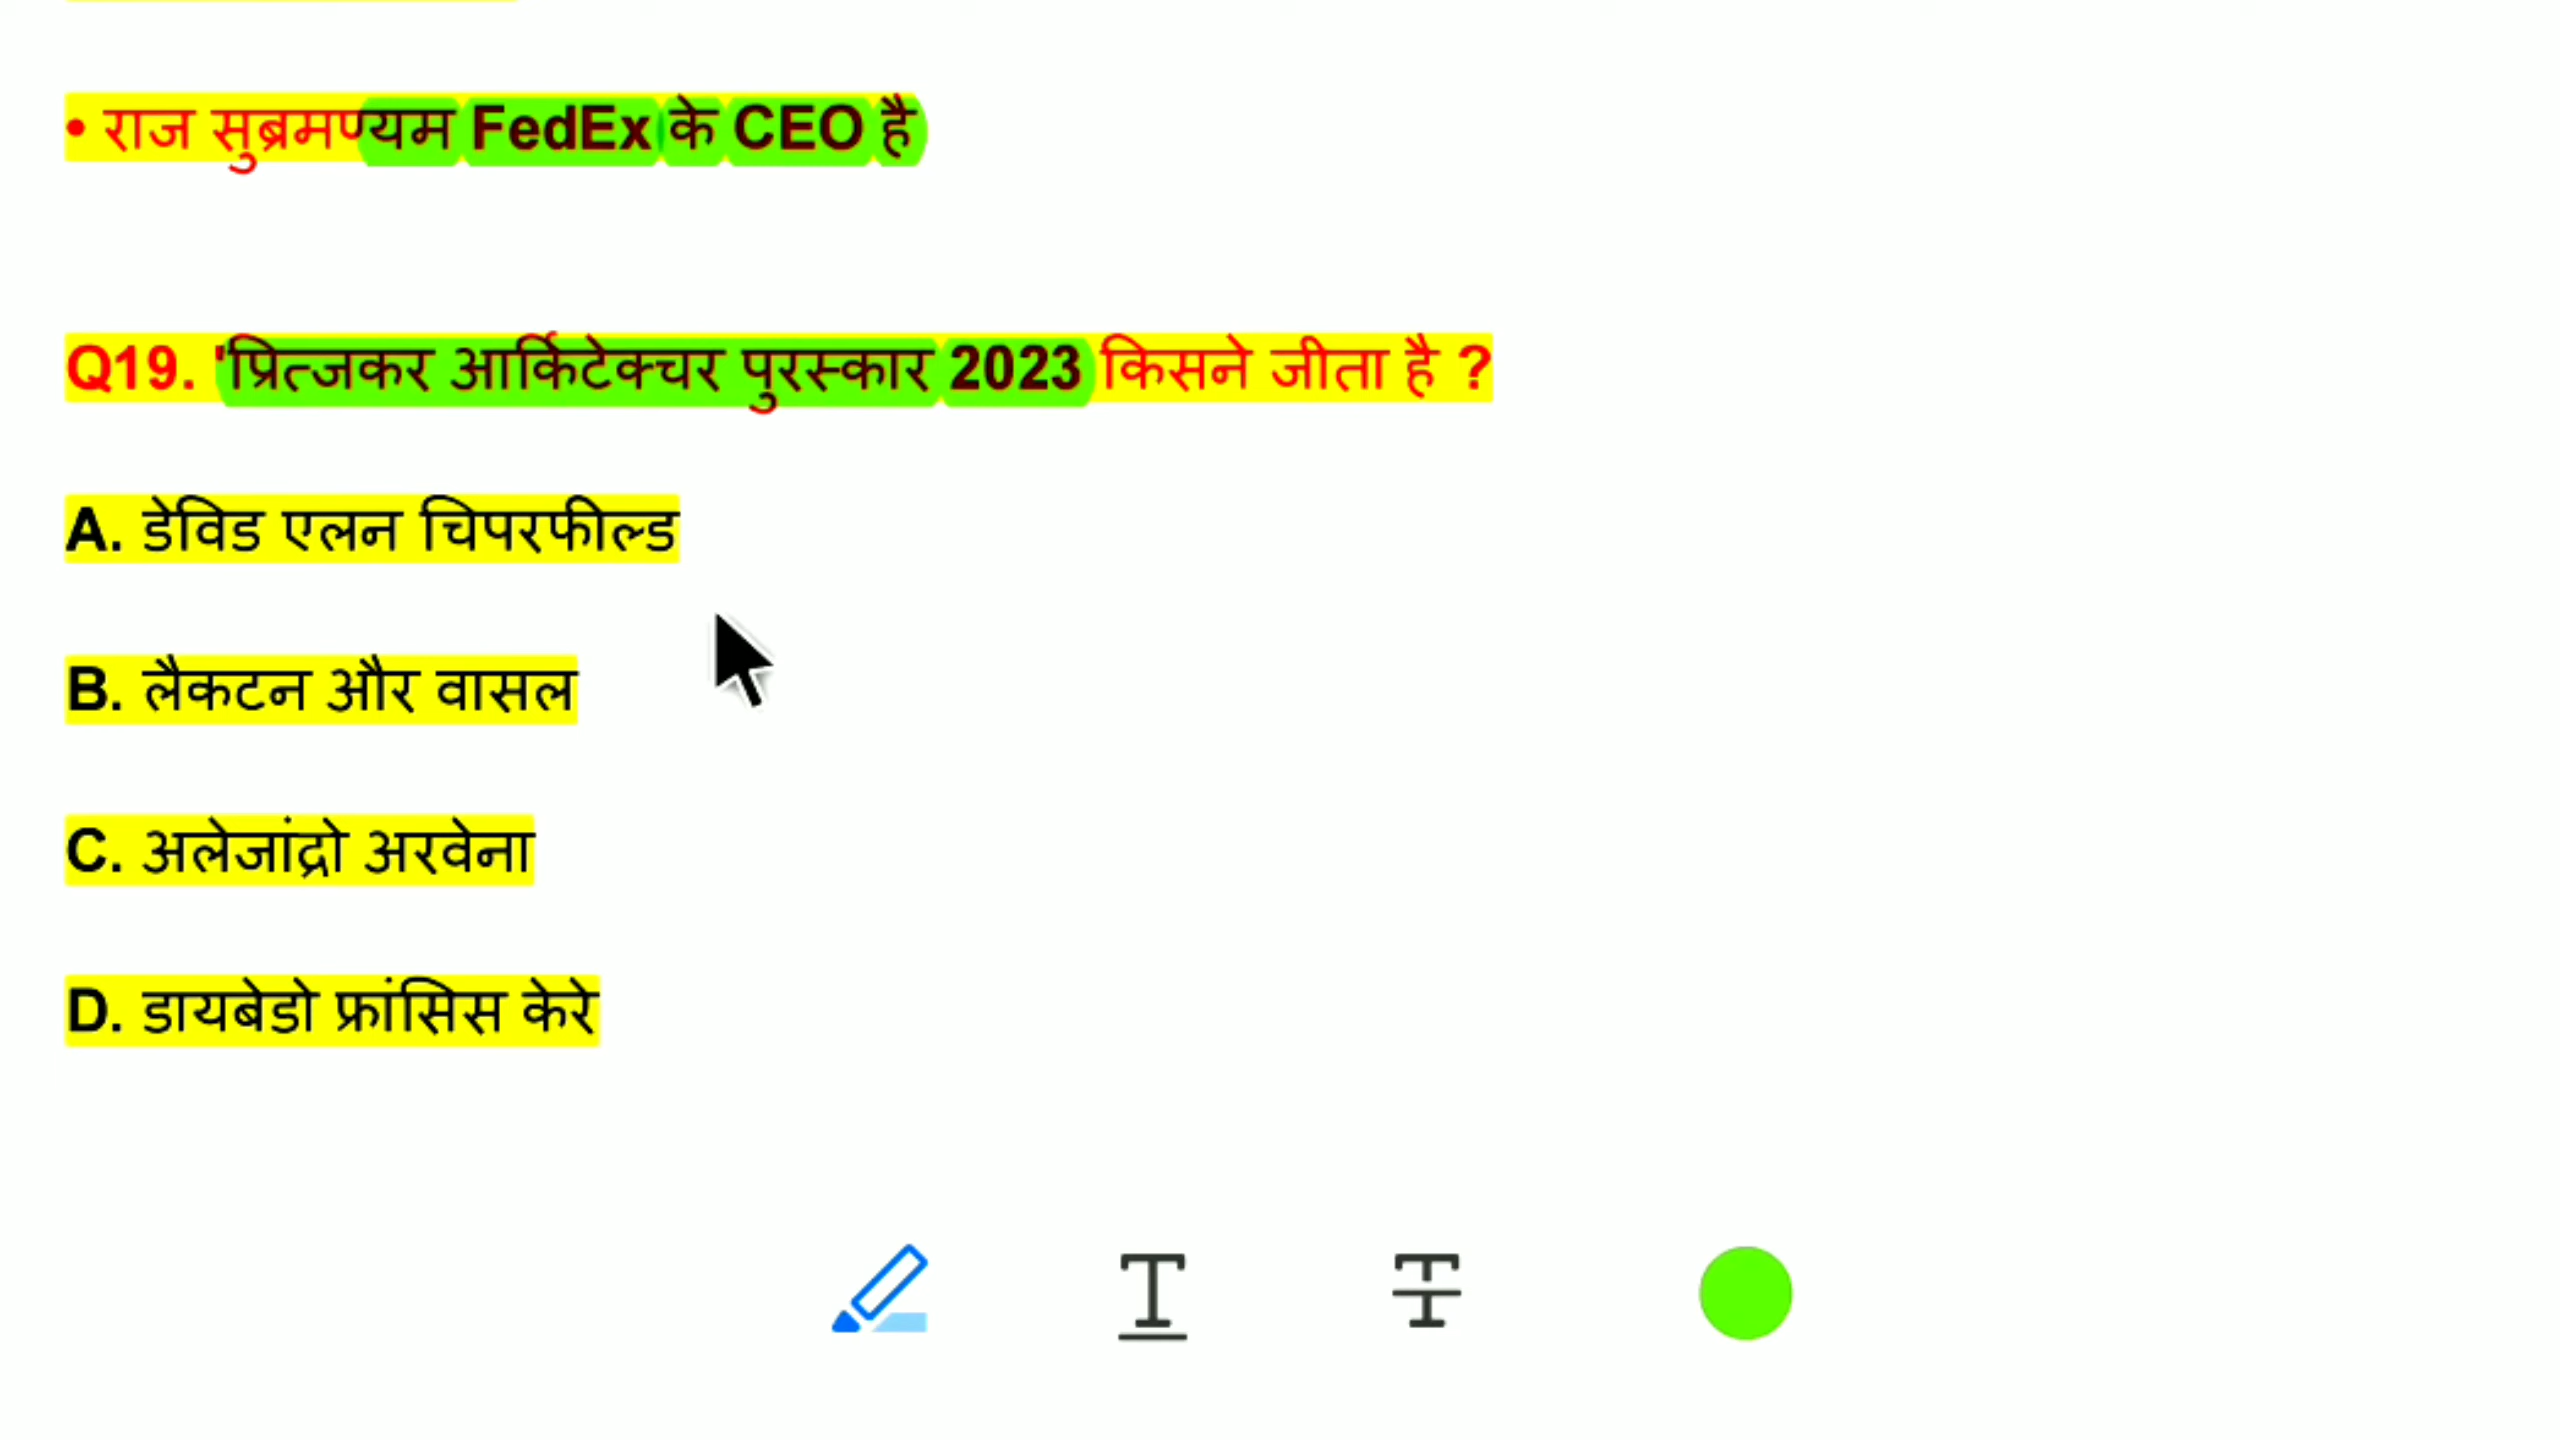 • राज सुब्रमण्यम FedEx के CEO है
Q19. 'प्रित्जकर आर्किटेक्चर पुरस्कार 2023 किसने जीता है ?
A. डेविड एलन चिपरफील्ड
B. लैकटन और वासल
C. अलेजांद्रो अरवेना
D. डायबेडो फ्रांसिस केरे